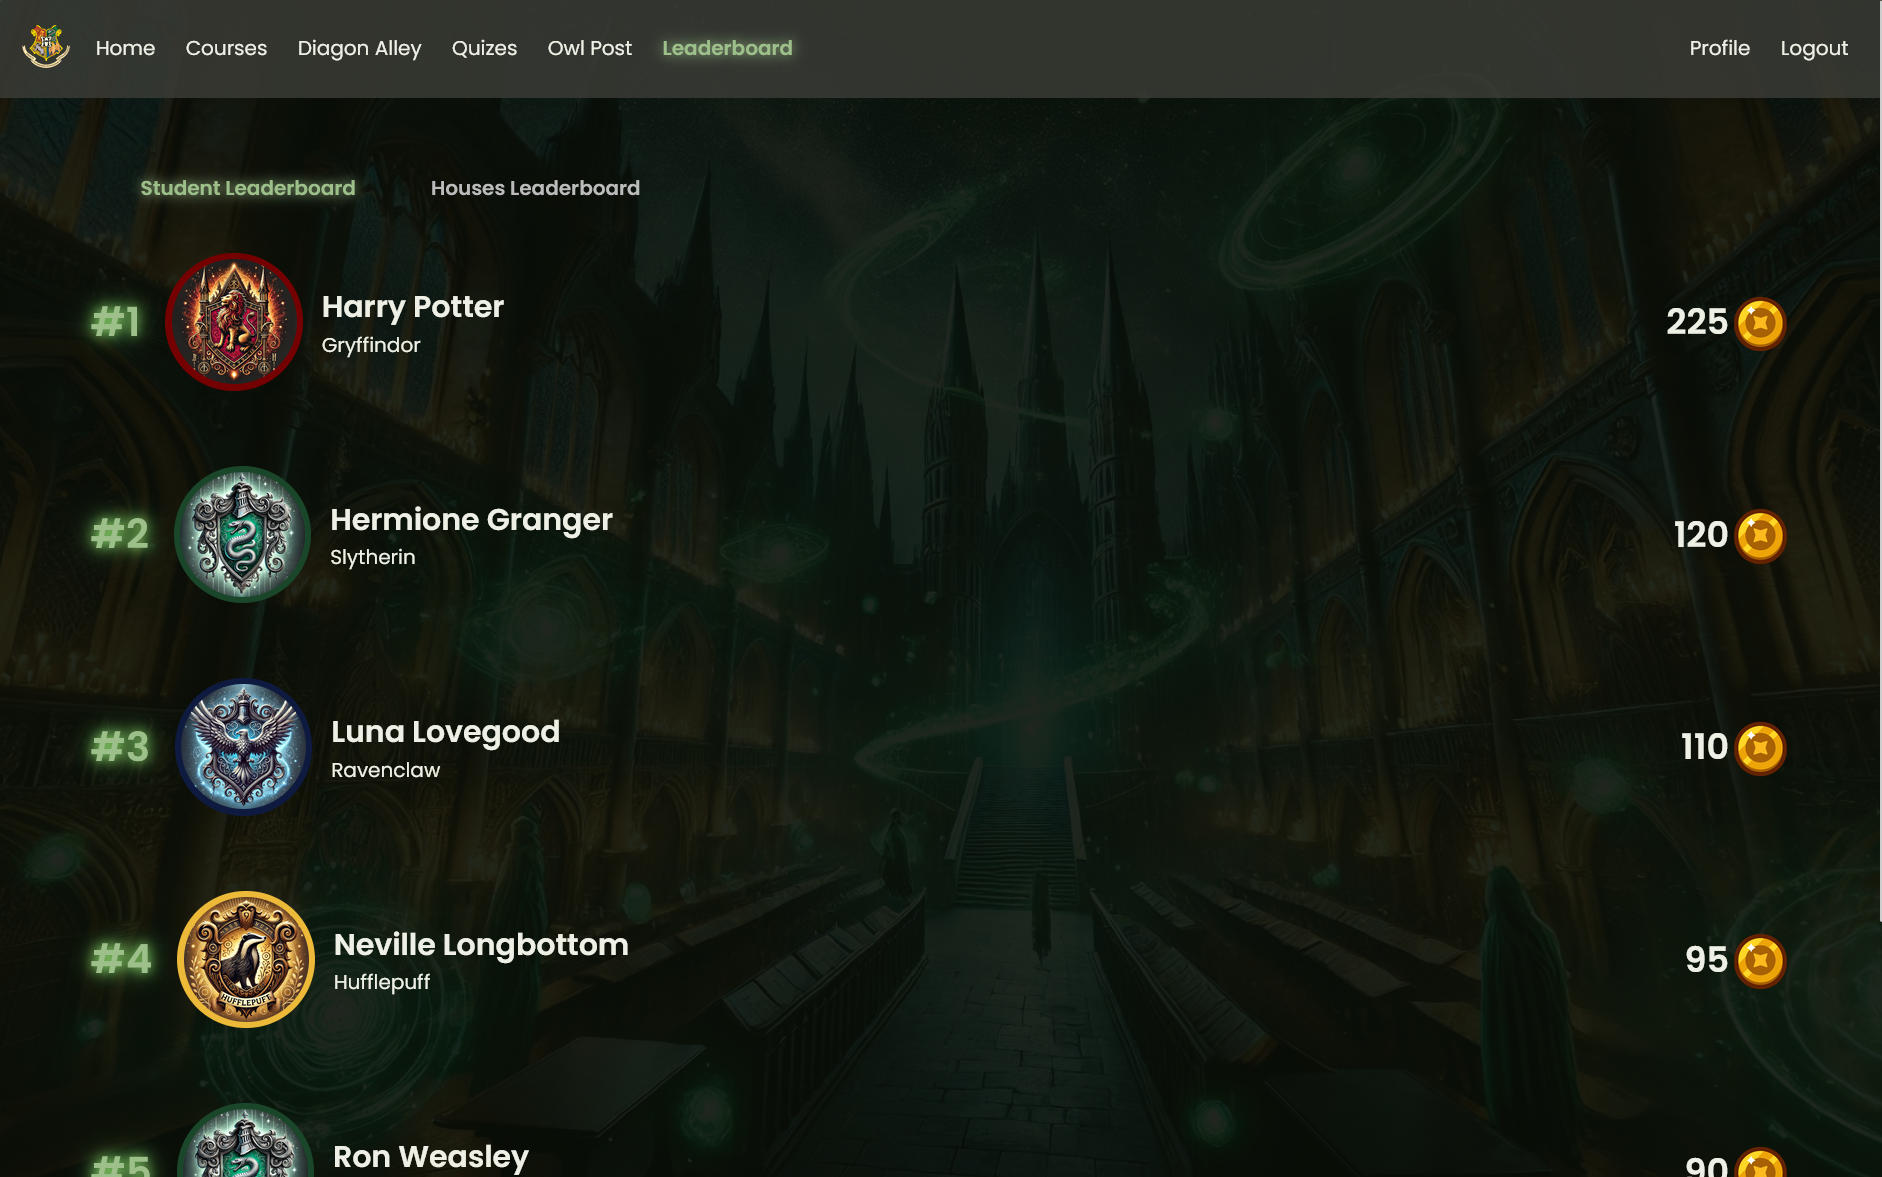 Home Courses Diagon Alley Quizes Owl Post Leaderboard Profile Logout
Student Leaderboard Houses Leaderboard
#1 Harry Potter 225
Gryffindor
#2 Hermione Granger 120
Slytherin
#3 Luna Lovegood 110
Ravenclaw
#4 Neville Longbottom 95
Hufflepuff
HUFFLEPUFF
#5 Ron Weasley 90